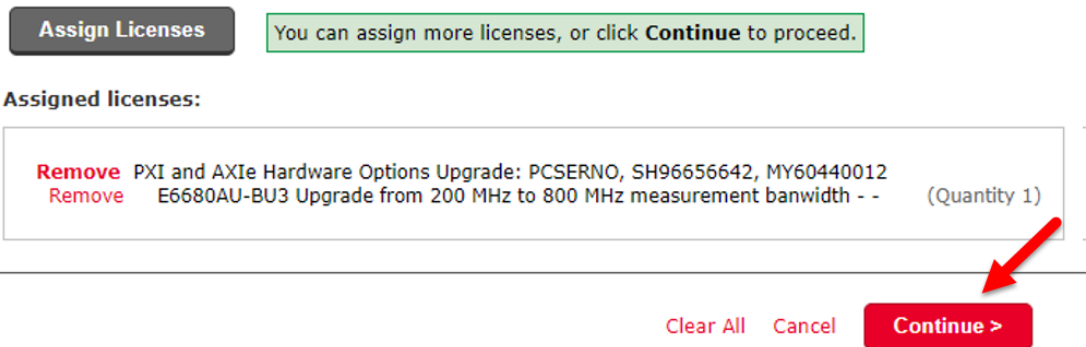 Assign Licenses
You can assign more licenses, or click Continue to proceed.
Assigned licenses:
Remove PXI and AXIe Hardware Options Upgrade: PCSERNO, SH96656642, MY60440012
Remove E6680AU-BU3 Upgrade from 200 MHz to 800 MHz measurement banwidth - - (Quantity 1)
Clear All Cancel Continue >